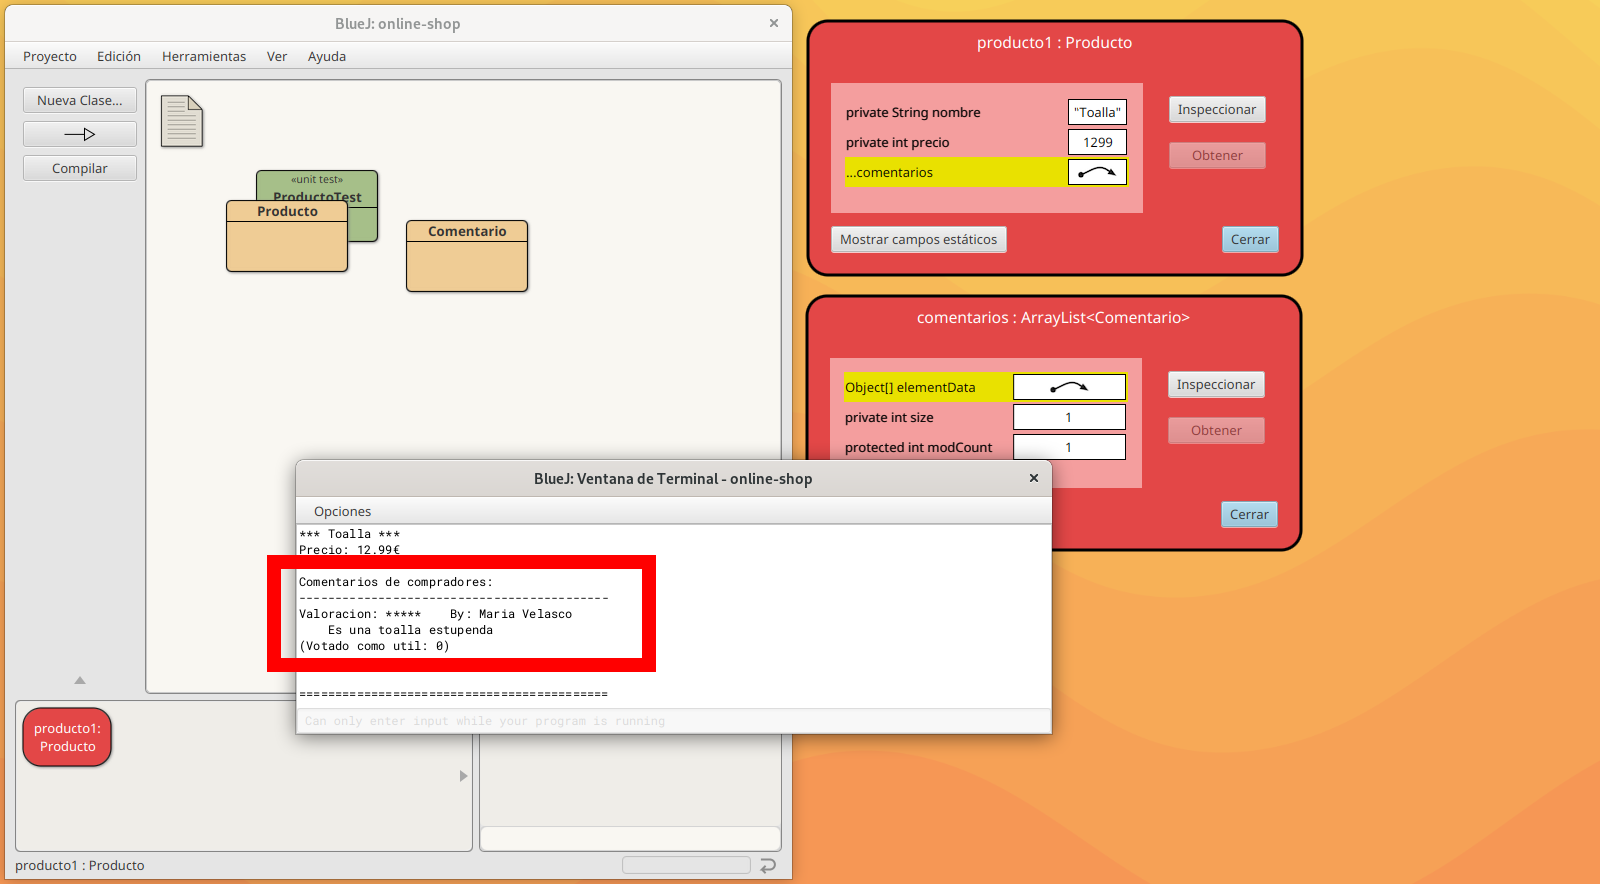 BlueJ: online-shop
Proyecto Edición Herramientas Ver Ayuda
Nueva Clase...
Compilar
«unit test»
ProductoTest
Producto
Comentario
producto1:
Producto
producto1 : Producto
producto1 : Producto
private String nombre "Toalla"
private int precio 1299
...comentarios
Inspeccionar
Obtener
Mostrar campos estáticos
Cerrar
comentarios : ArrayList<Comentario>
Object[] elementData
private int size 1
protected int modCount 1
Inspeccionar
Obtener
Cerrar
BlueJ: Ventana de Terminal - online-shop
Opciones
*** Toalla ***
Precio: 12.99€
Comentarios de compradores:
-------------------------------------------
Valoracion: ***** By: Maria Velasco
Es una toalla estupenda
(Votado como util: 0)
===========================================
Can only enter input while your program is running